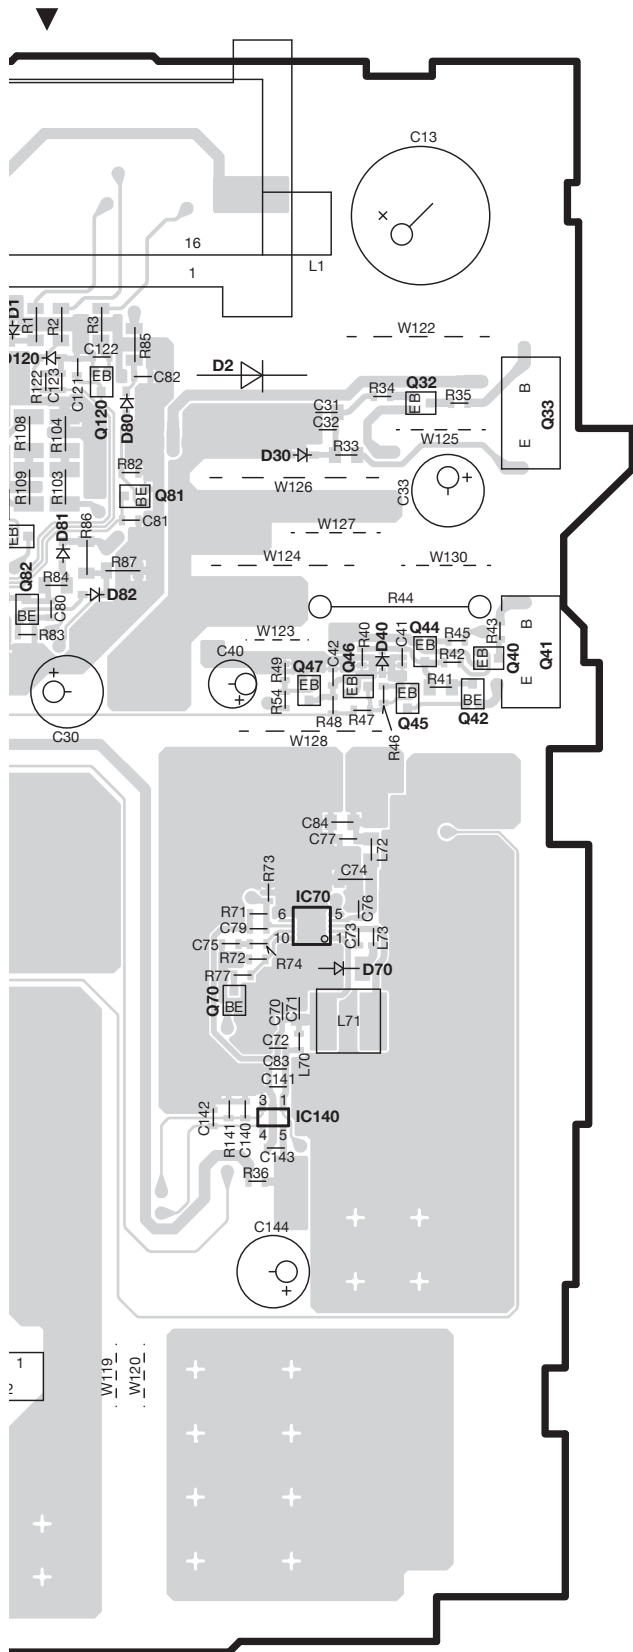 C13
16
1
L1
D1
R1
R2
R3
W122
D120
C122
R85
D2
Q32
R34
R35
R122
C123
C121
EB
C82
EB
B
Q33
Q120
D80
C31
C32
R108
R104
W125
E
D30
R33
R82
R109
R103
BE
Q81
W126
C33
+
C81
W127
EB
D81
R86
R87
W124
W130
Q82
R84
D82
R44
BE
C80
R83
W123
Q44
R45
R43
B
Q41
C40
R49
Q47
C42
Q46
R40
D40
C41
EB
R42
EB
Q40
E
EB
EB
R41
+
-
-
+
R54
EB
BE
R48
R47
Q45
Q42
C30
W128
R46
C84
C77
L72
C74
R73
IC70
R71
6
5
C76
C79
C75
10
1
C73
L73
R72
R74
R77
D70
Q70
BE
C70
C71
L71
C72
L70
C83
C141
3
1
C142
R141
C140
IC140
4
5
C143
R36
C144
-
+
1
2
W119
W120